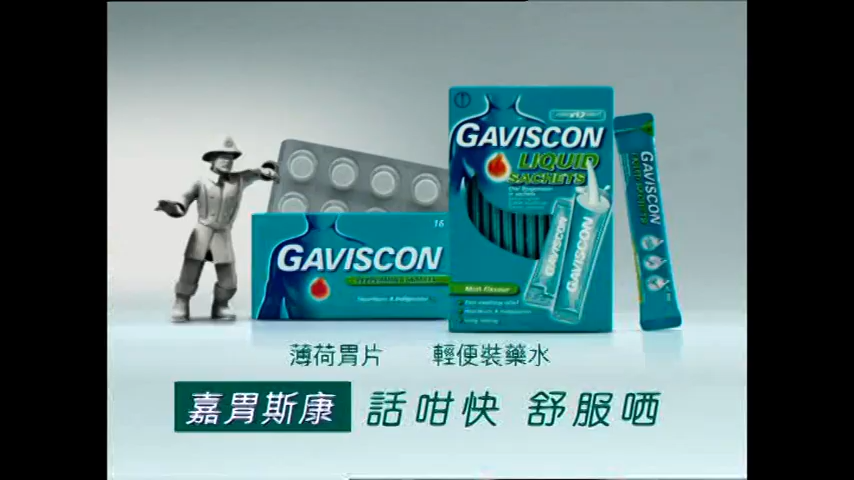 GAVISCON
LIQUID
SACHETS
16
GAVISCON
GAVISCON
GAVISCON
GAVISCON
Mint flavour
薄荷胃片 輕便裝藥水
嘉胃斯康 話咁快 舒服哂